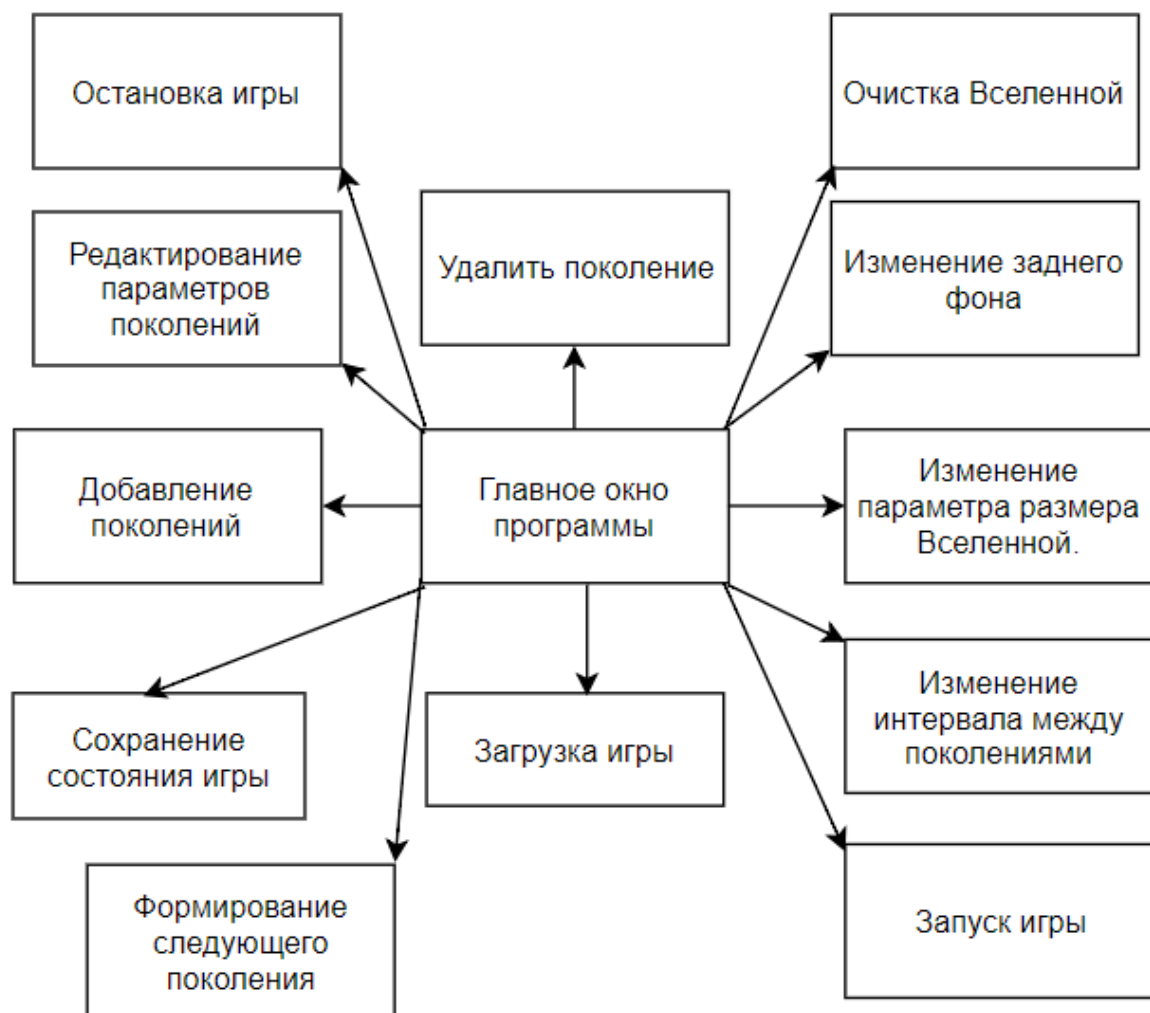 Остановка игры
Очистка Вселенной
Редактирование
параметров
поколений
Удалить поколение
Изменение заднего
фона
Добавление
поколений
Главное окно
программы
Изменение
параметра размера
Вселенной.
Сохранение
состояния игры
Загрузка игры
Изменение
интервала между
поколениями
Формирование
следующего
поколения
Запуск игры